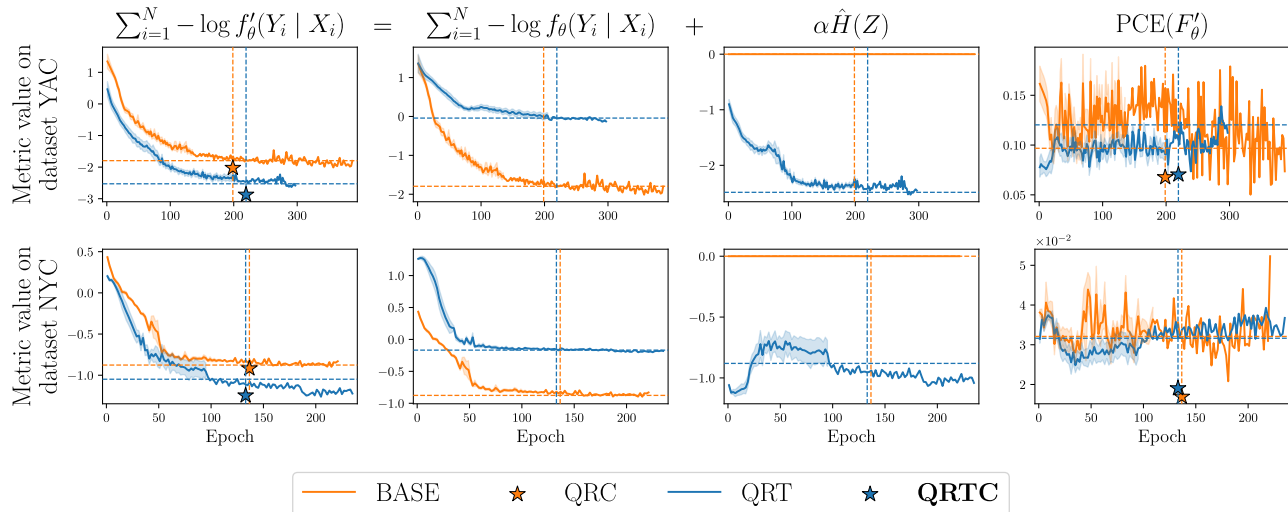 ∑_{i=1}^{N} − log f′_θ(Y_i | X_i) = ∑_{i=1}^{N} − log f_θ(Y_i | X_i) + αĤ(Z) PCE(F′_θ)
Metric value on
dataset YAC
1
0
−1
−2
−3
0 100 200 300
1
0
−1
−2
0 100 200 300
0
−1
−2
0 100 200 300
0.15
0.10
0.05
0 100 200 300
Metric value on
dataset NYC
0.5
0.0
−0.5
−1.0
0 50 100 150 200
Epoch
1.0
0.5
0.0
−0.5
−1.0
0 50 100 150 200
Epoch
0.0
−0.5
−1.0
0 50 100 150 200
Epoch
×10⁻²
5
4
3
2
0 50 100 150 200
Epoch
BASE QRC QRT QRTC